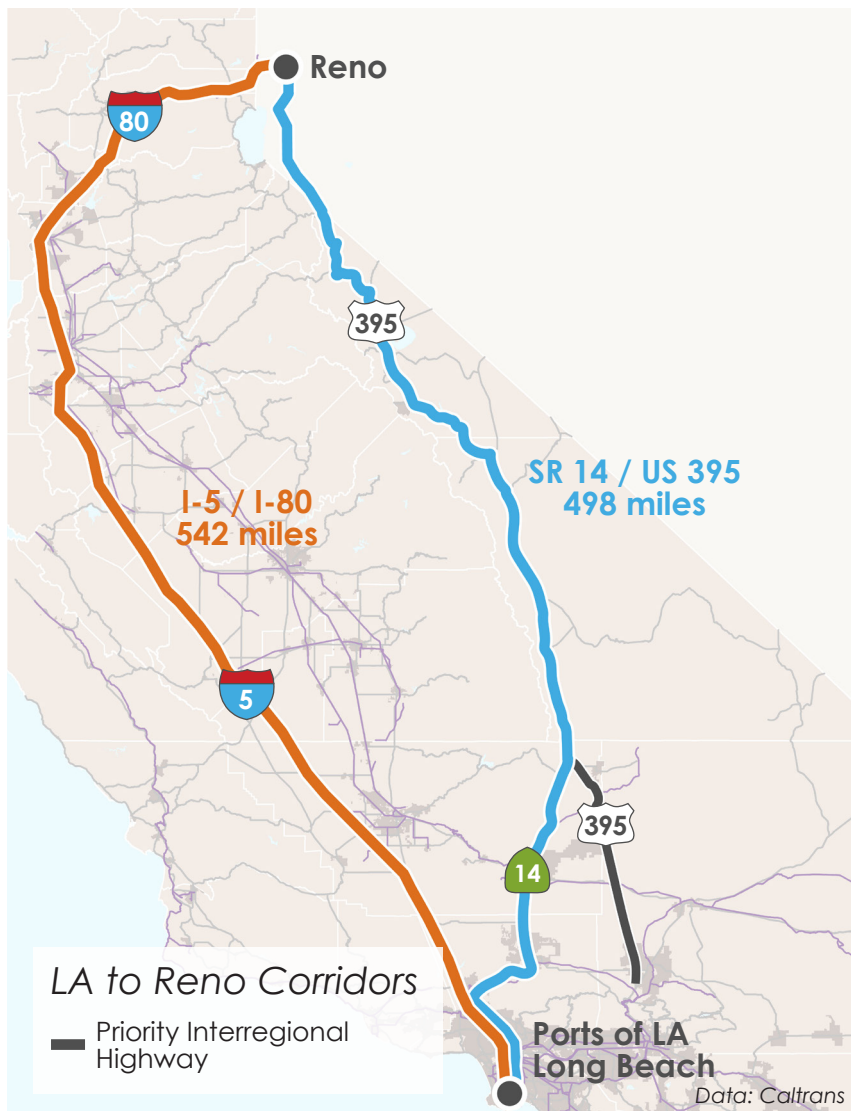 Reno
80
395
SR 14 / US 395
498 miles
I-5 / I-80
542 miles
5
395
14
LA to Reno Corridors
Priority Interregional
Highway
Ports of LA
Long Beach
Data: Caltrans